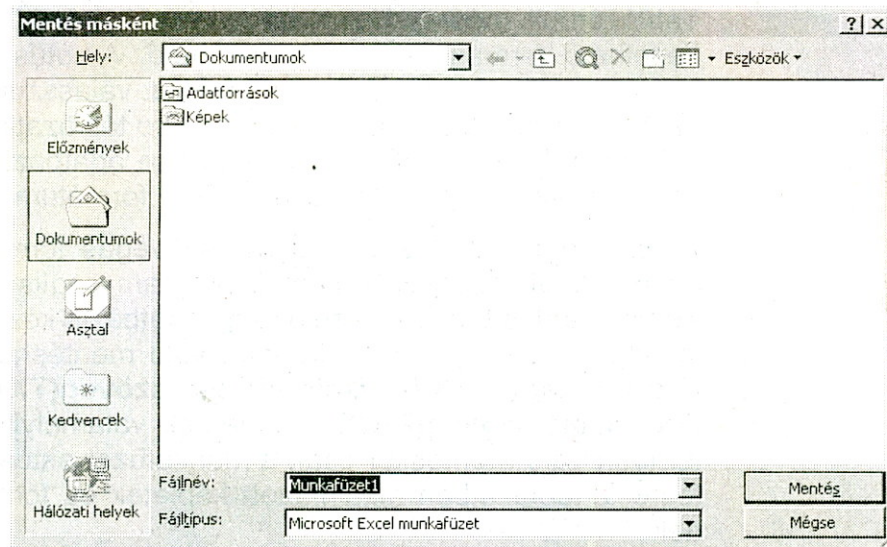 Mentés másként
Hely:
Dokumentumok
Eszközök
Adatforrások
Képek
Előzmények
Dokumentumok
Asztal
Kedvencek
Hálózati helyek
Fájlnév:
Munkafüzet1
Mentés
Fájltípus:
Microsoft Excel munkafüzet
Mégse